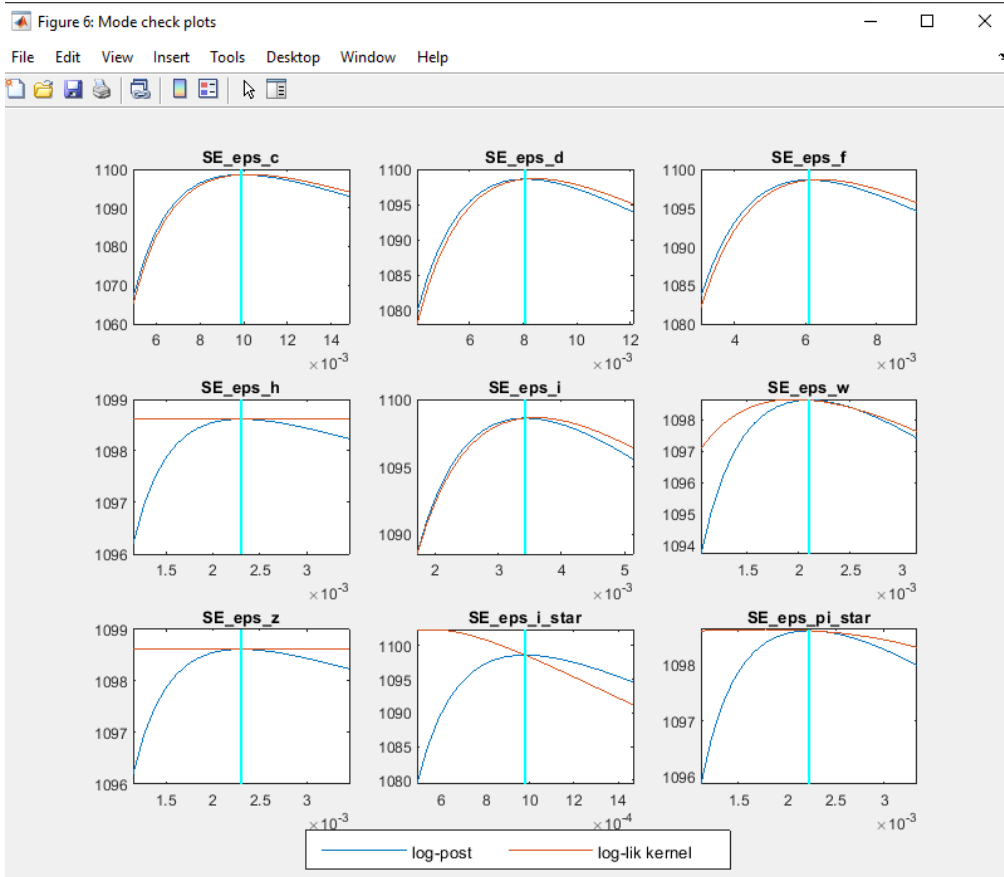 Figure 6: Mode check plots
File Edit View Insert Tools Desktop Window Help
SE_eps_c
1100
1090
1080
1070
1060
6 8 10 12 14
×10-3
SE_eps_d
1100
1095
1090
1085
1080
6 8 10 12
×10-3
SE_eps_f
1100
1095
1090
1085
1080
4 6 8
×10-3
SE_eps_h
1099
1098
1097
1096
1.5 2 2.5 3
×10-3
SE_eps_i
1100
1095
1090
2 3 4 5
×10-3
SE_eps_w
1098
1097
1096
1095
1094
1.5 2 2.5 3
×10-3
SE_eps_z
1099
1098
1097
1096
1.5 2 2.5 3
×10-3
SE_eps_i_star
1100
1095
1090
1085
1080
6 8 10 12 14
×10-4
SE_eps_pi_star
1098
1097
1096
1.5 2 2.5 3
×10-3
log-post log-lik kernel